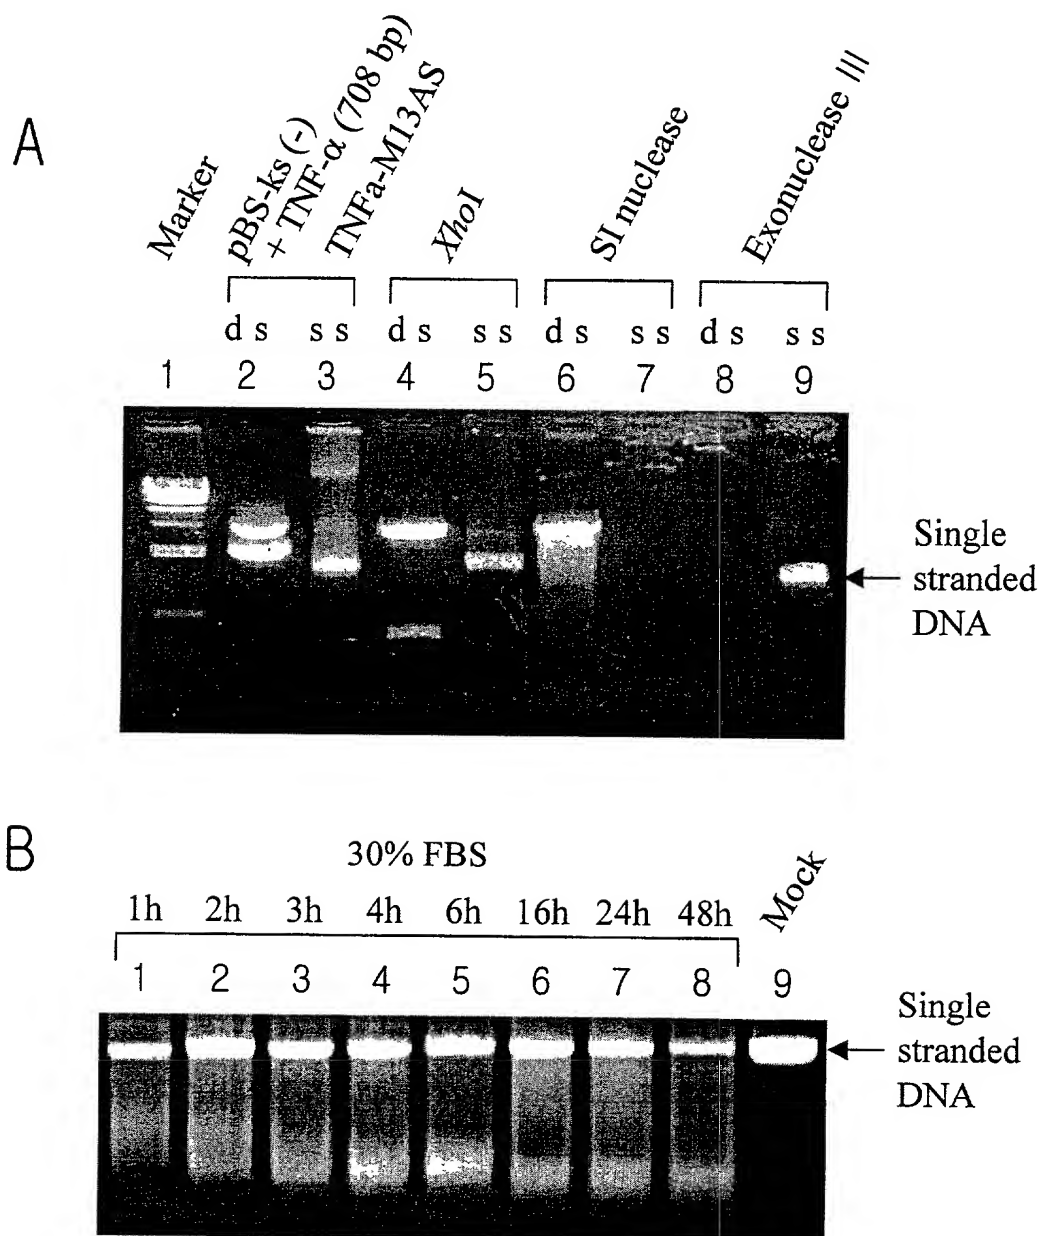 A
Marker
pBS-ks (-)
+ TNF-α (708 bp)
TNFa-M13AS
XhoI
SI nuclease
Exonuclease III
d s s s d s s s d s s s d s s s
1 2 3 4 5 6 7 8 9
Single
stranded
DNA
B
30% FBS
1h 2h 3h 4h 6h 16h 24h 48h Mock
1 2 3 4 5 6 7 8 9
Single
stranded
DNA